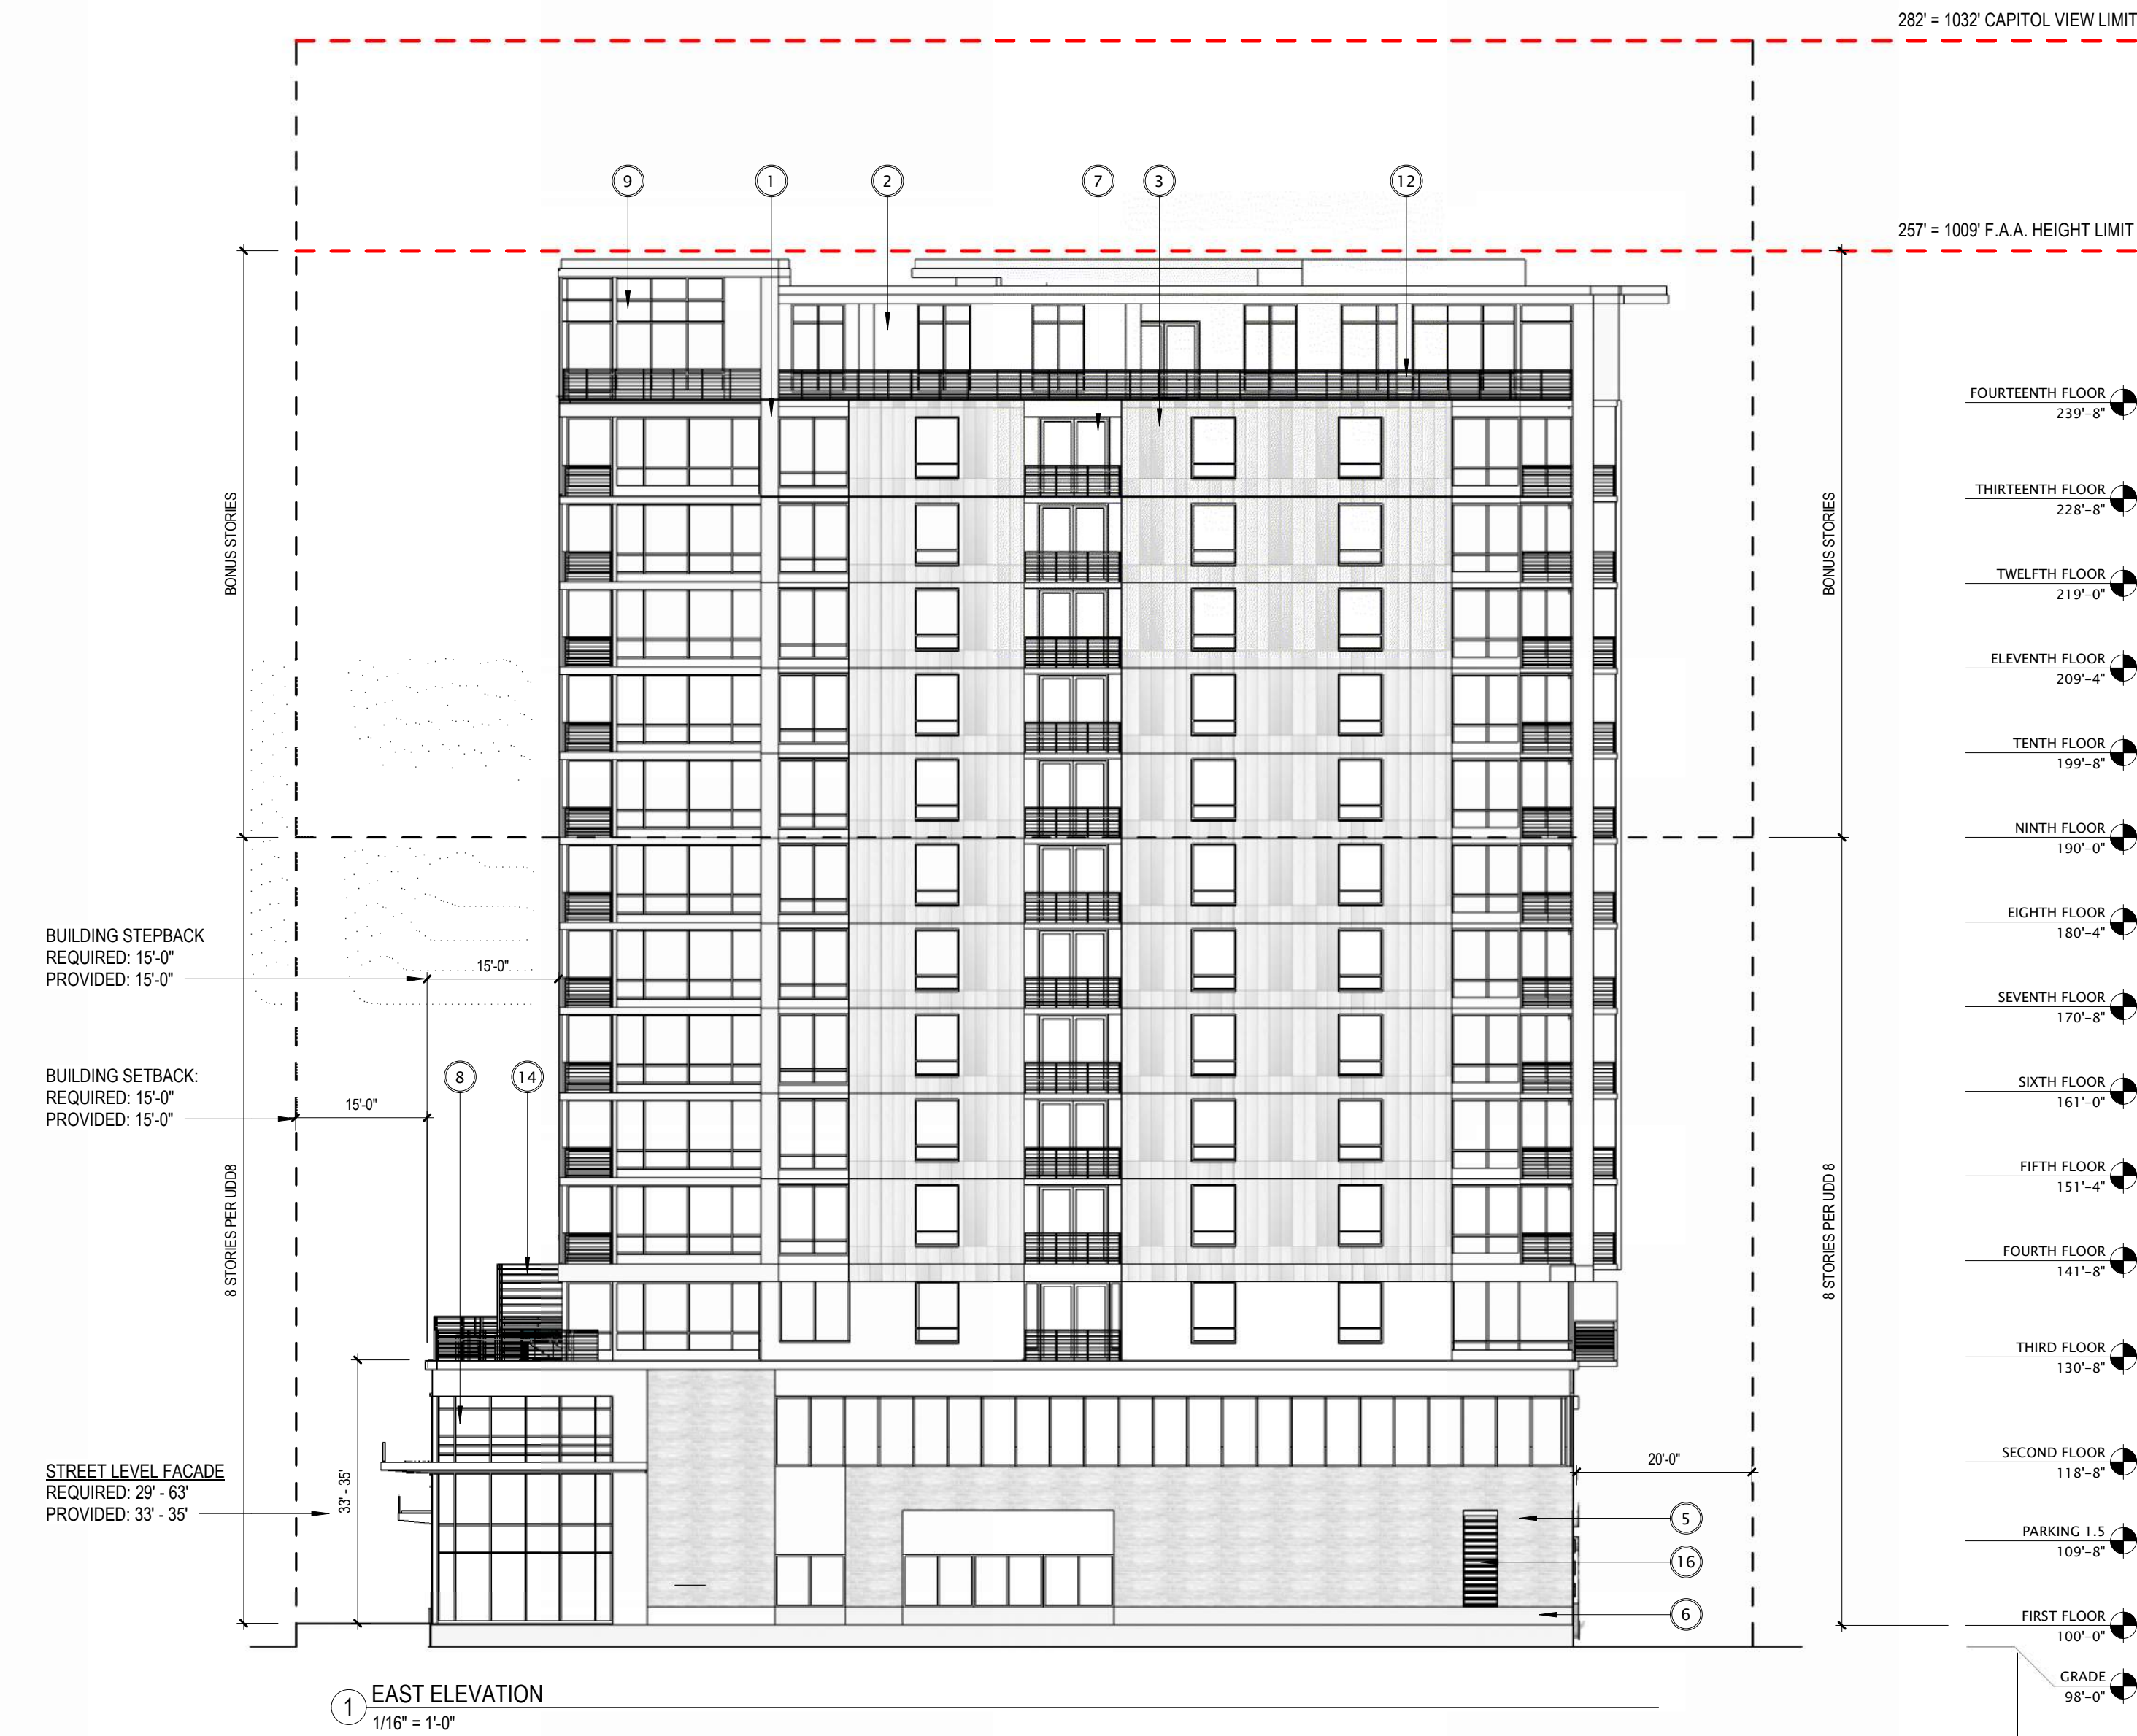 282' = 1032' CAPITOL VIEW LIMIT
9
1
2
7
3
12
257' = 1009' F.A.A. HEIGHT LIMIT
FOURTEENTH FLOOR
239'-8"
BONUS STORIES
BONUS STORIES
THIRTEENTH FLOOR
228'-8"
TWELFTH FLOOR
219'-0"
ELEVENTH FLOOR
209'-4"
TENTH FLOOR
199'-8"
NINTH FLOOR
190'-0"
BUILDING STEPBACK
REQUIRED: 15'-0"
PROVIDED: 15'-0"
15'-0"
EIGHTH FLOOR
180'-4"
SEVENTH FLOOR
170'-8"
BUILDING SETBACK:
REQUIRED: 15'-0"
PROVIDED: 15'-0"
15'-0"
8
14
SIXTH FLOOR
161'-0"
8 STORIES PER UDD8
8 STORIES PER UDD 8
FIFTH FLOOR
151'-4"
FOURTH FLOOR
141'-8"
THIRD FLOOR
130'-8"
STREET LEVEL FACADE
REQUIRED: 29' - 63'
PROVIDED: 33' - 35'
33' - 35'
20'-0"
SECOND FLOOR
118'-8"
5
16
6
PARKING 1.5
109'-8"
FIRST FLOOR
100'-0"
GRADE
98'-0"
1
EAST ELEVATION
1/16" = 1'-0"